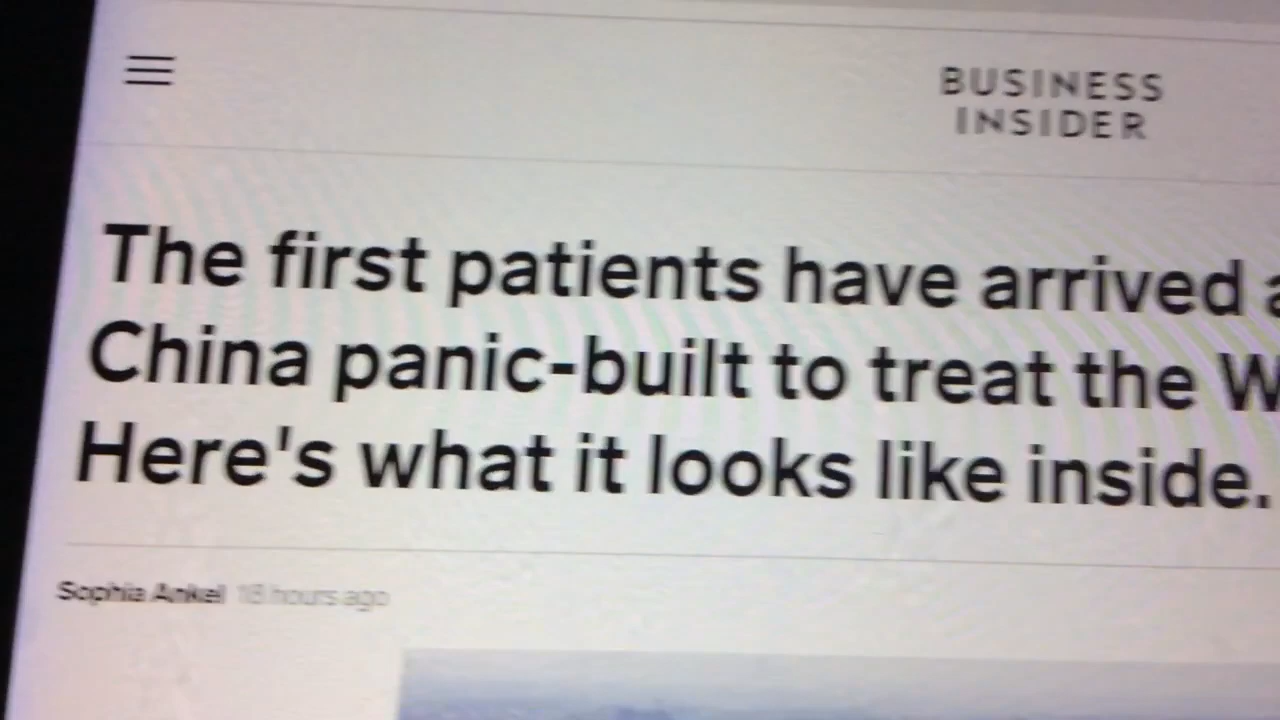 BUSINESS
INSIDER
The first patients have arrived a
China panic-built to treat the W
Here's what it looks like inside.
Sophia Ankel 18 hours ago